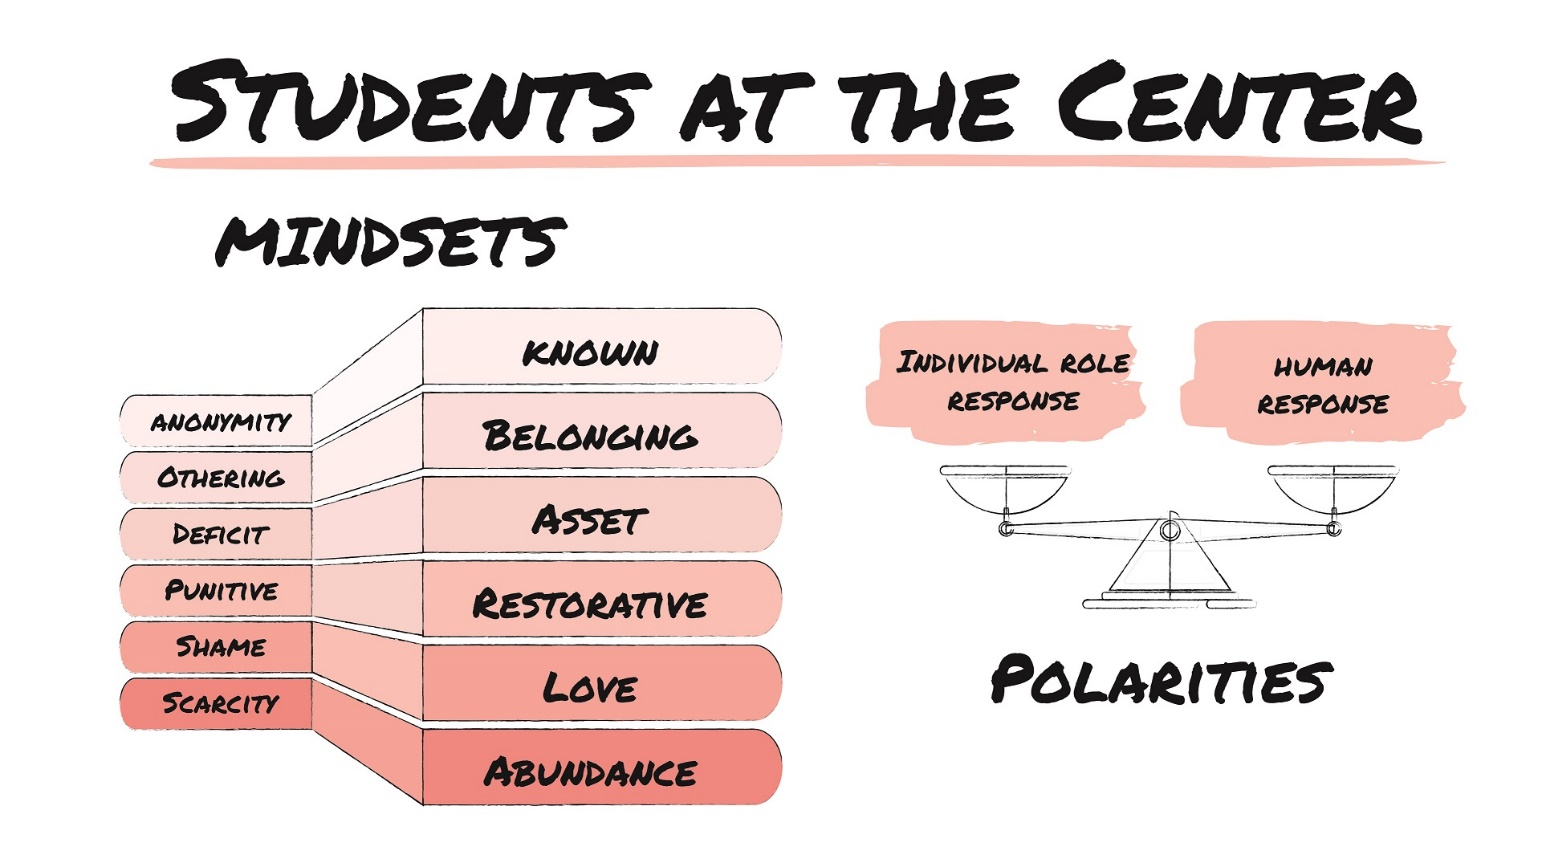 Students at the Center
Mindsets
Anonymity
Othering
Deficit
Punitive
Shame
Scarcity
Known
Belonging
Asset
Restorative
Love
Abundance
Individual role
response
Human
response
Polarities